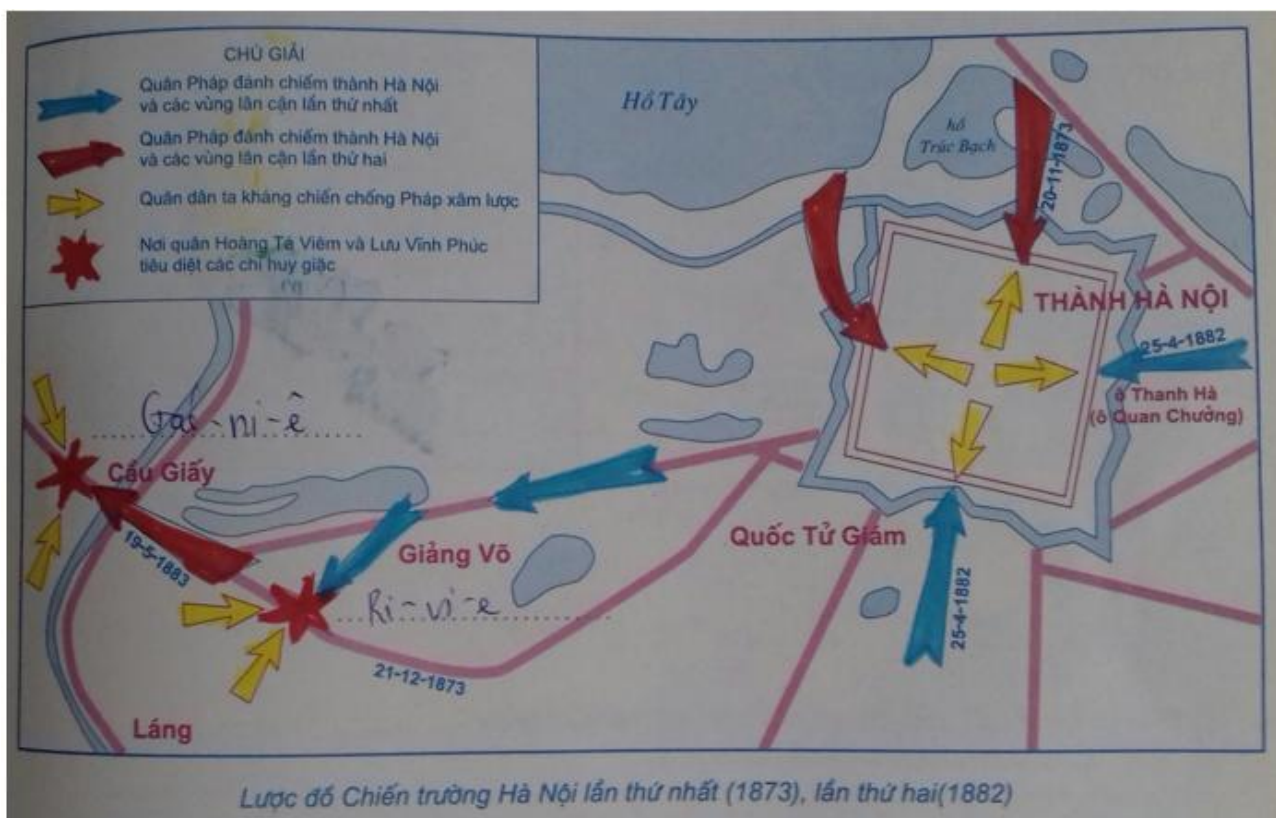 CHÚ GIẢI
Quân Pháp đánh chiếm thành Hà Nội
và các vùng lân cận lần thứ nhất
Quân Pháp đánh chiếm thành Hà Nội
và các vùng lân cận lần thứ hai
Quân dân ta kháng chiến chống Pháp xâm lược
Nơi quân Hoàng Tá Viêm và Lưu Vĩnh Phúc
tiêu diệt các chỉ huy giặc
Hồ Tây
hồ
Trúc Bạch
20-11-1873
THÀNH HÀ NỘI
25-4-1882
ô Thanh Hà
(ô Quan Chưởng)
Gác-ni-ê
Cầu Giấy
19-5-1883
Giảng Võ
Quốc Tử Giám
Ri-vi-e
25-4-1882
21-12-1873
Láng
Lược đồ Chiến trường Hà Nội lần thứ nhất (1873), lần thứ hai(1882)